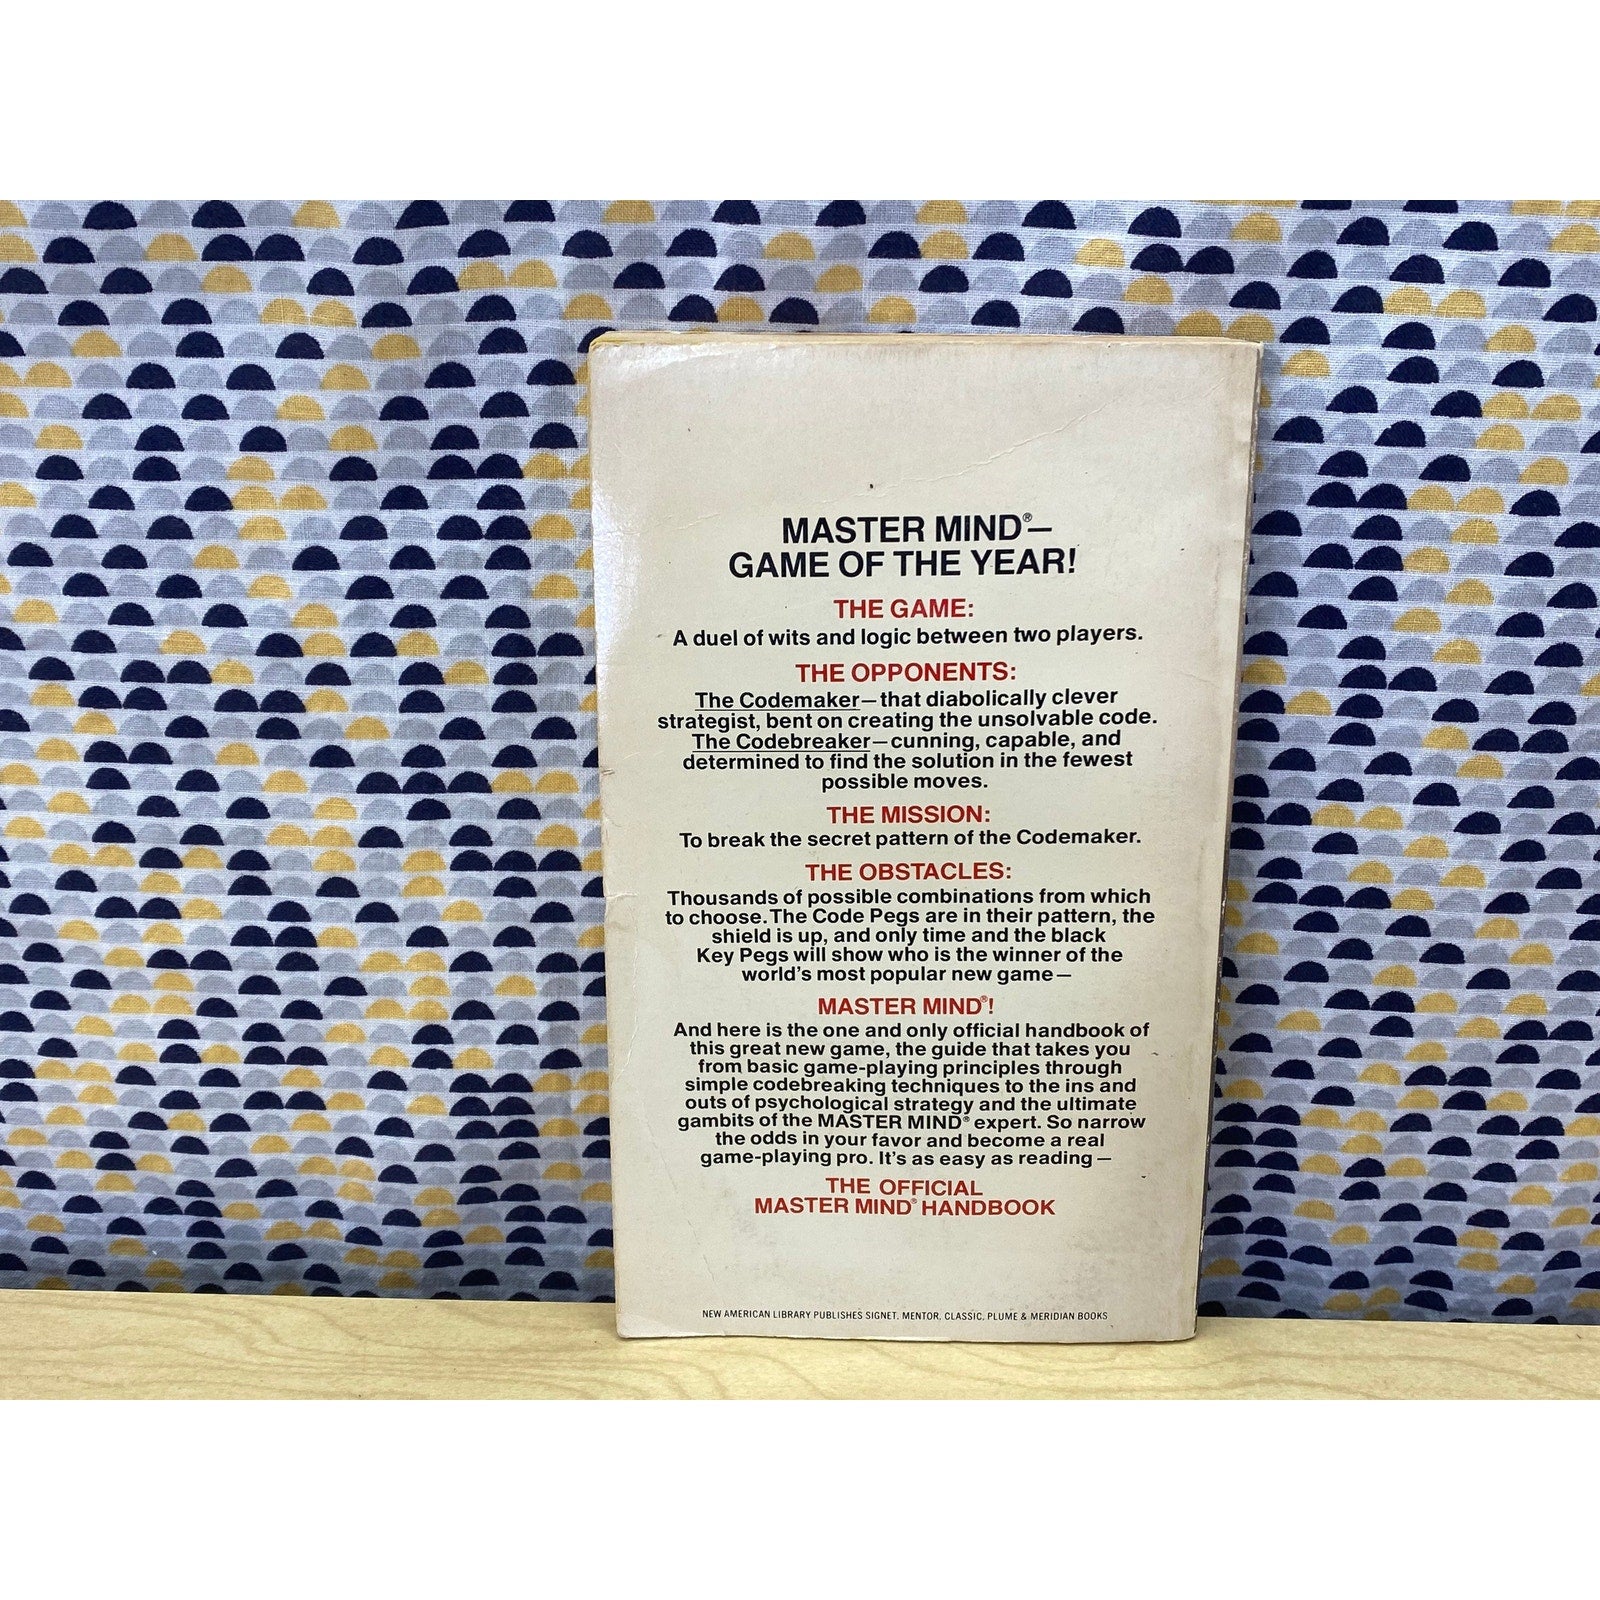 MASTER MIND®—
GAME OF THE YEAR!
THE GAME:
A duel of wits and logic between two players.
THE OPPONENTS:
The Codemaker—that diabolically clever
strategist, bent on creating the unsolvable code.
The Codebreaker—cunning, capable, and
determined to find the solution in the fewest
possible moves.
THE MISSION:
To break the secret pattern of the Codemaker.
THE OBSTACLES:
Thousands of possible combinations from which
to choose. The Code Pegs are in their pattern, the
shield is up, and only time and the black
Key Pegs will show who is the winner of the
world's most popular new game—
MASTER MIND®!
And here is the one and only official handbook of
this great new game, the guide that takes you
from basic game-playing principles through
simple codebreaking techniques to the ins and
outs of psychological strategy and the ultimate
gambits of the MASTER MIND® expert. So narrow
the odds in your favor and become a real
game-playing pro. It's as easy as reading—
THE OFFICIAL
MASTER MIND® HANDBOOK
NEW AMERICAN LIBRARY PUBLISHES SIGNET, MENTOR, CLASSIC, PLUME & MERIDIAN BOOKS